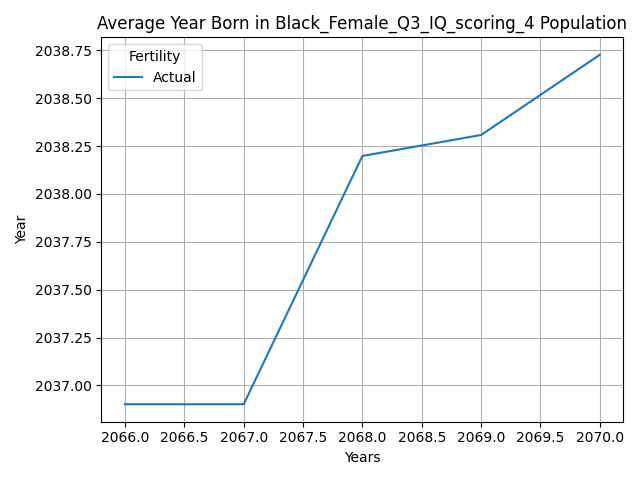 Average Year Born in Black_Female_Q3_IQ_scoring_4 Population
Fertility
Actual
2038.75
2038.50
2038.25
2038.00
2037.75
2037.50
2037.25
2037.00
Year
2066.0 2066.5 2067.0 2067.5 2068.0 2068.5 2069.0 2069.5 2070.0
Years